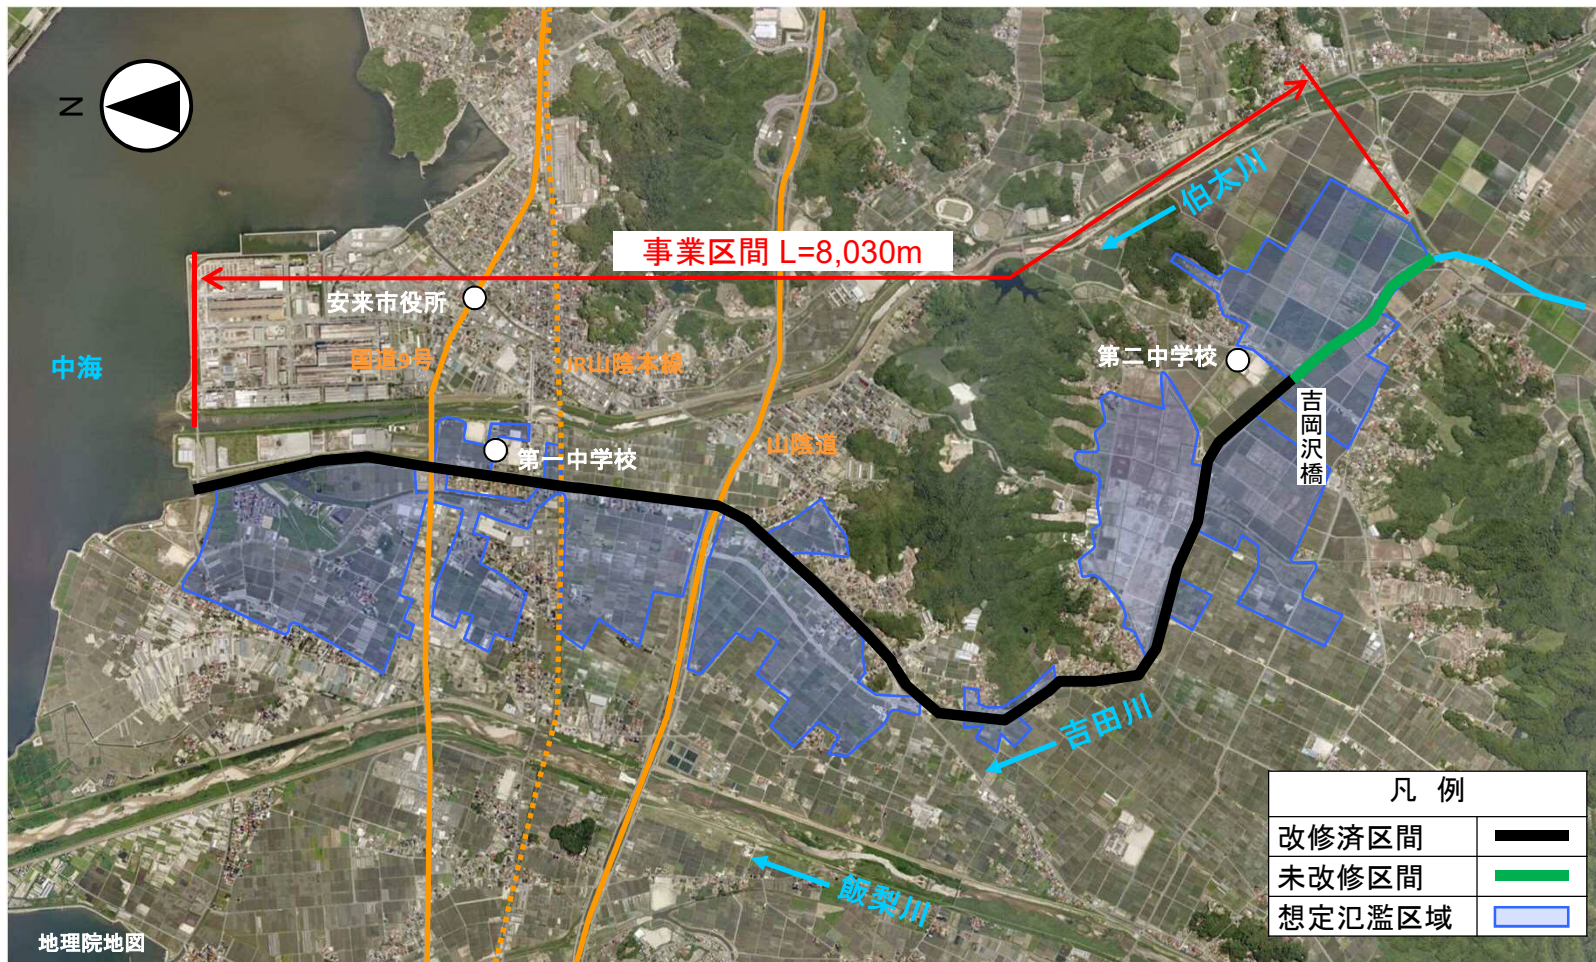 N
伯太川
事業区間 L=8,030m
安来市役所
中海
国道9号
JR山陰本線
第二中学校
吉岡沢橋
山陰道
第一中学校
吉田川
飯梨川
凡 例
改修済区間
未改修区間
想定氾濫区域
地理院地図